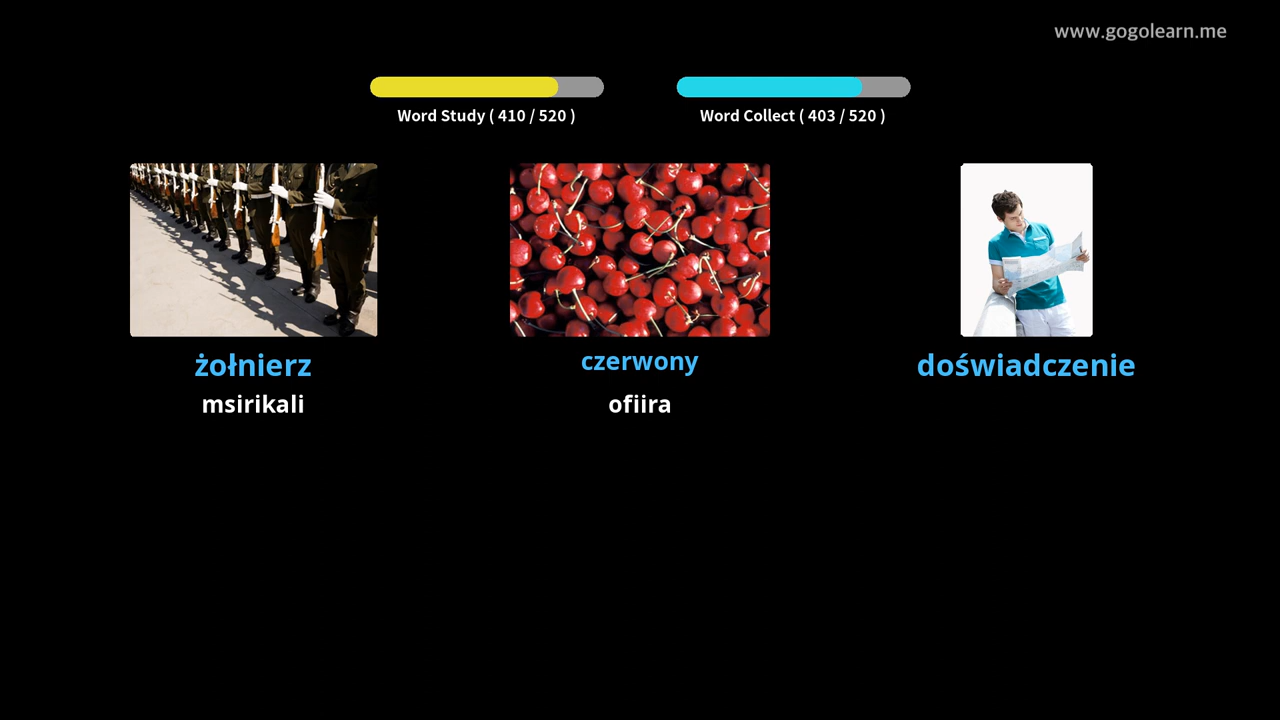 www.gogolearn.me
Word Study ( 410 / 520 )
Word Collect ( 403 / 520 )
żołnierz
czerwony
doświadczenie
msirikali
ofiira